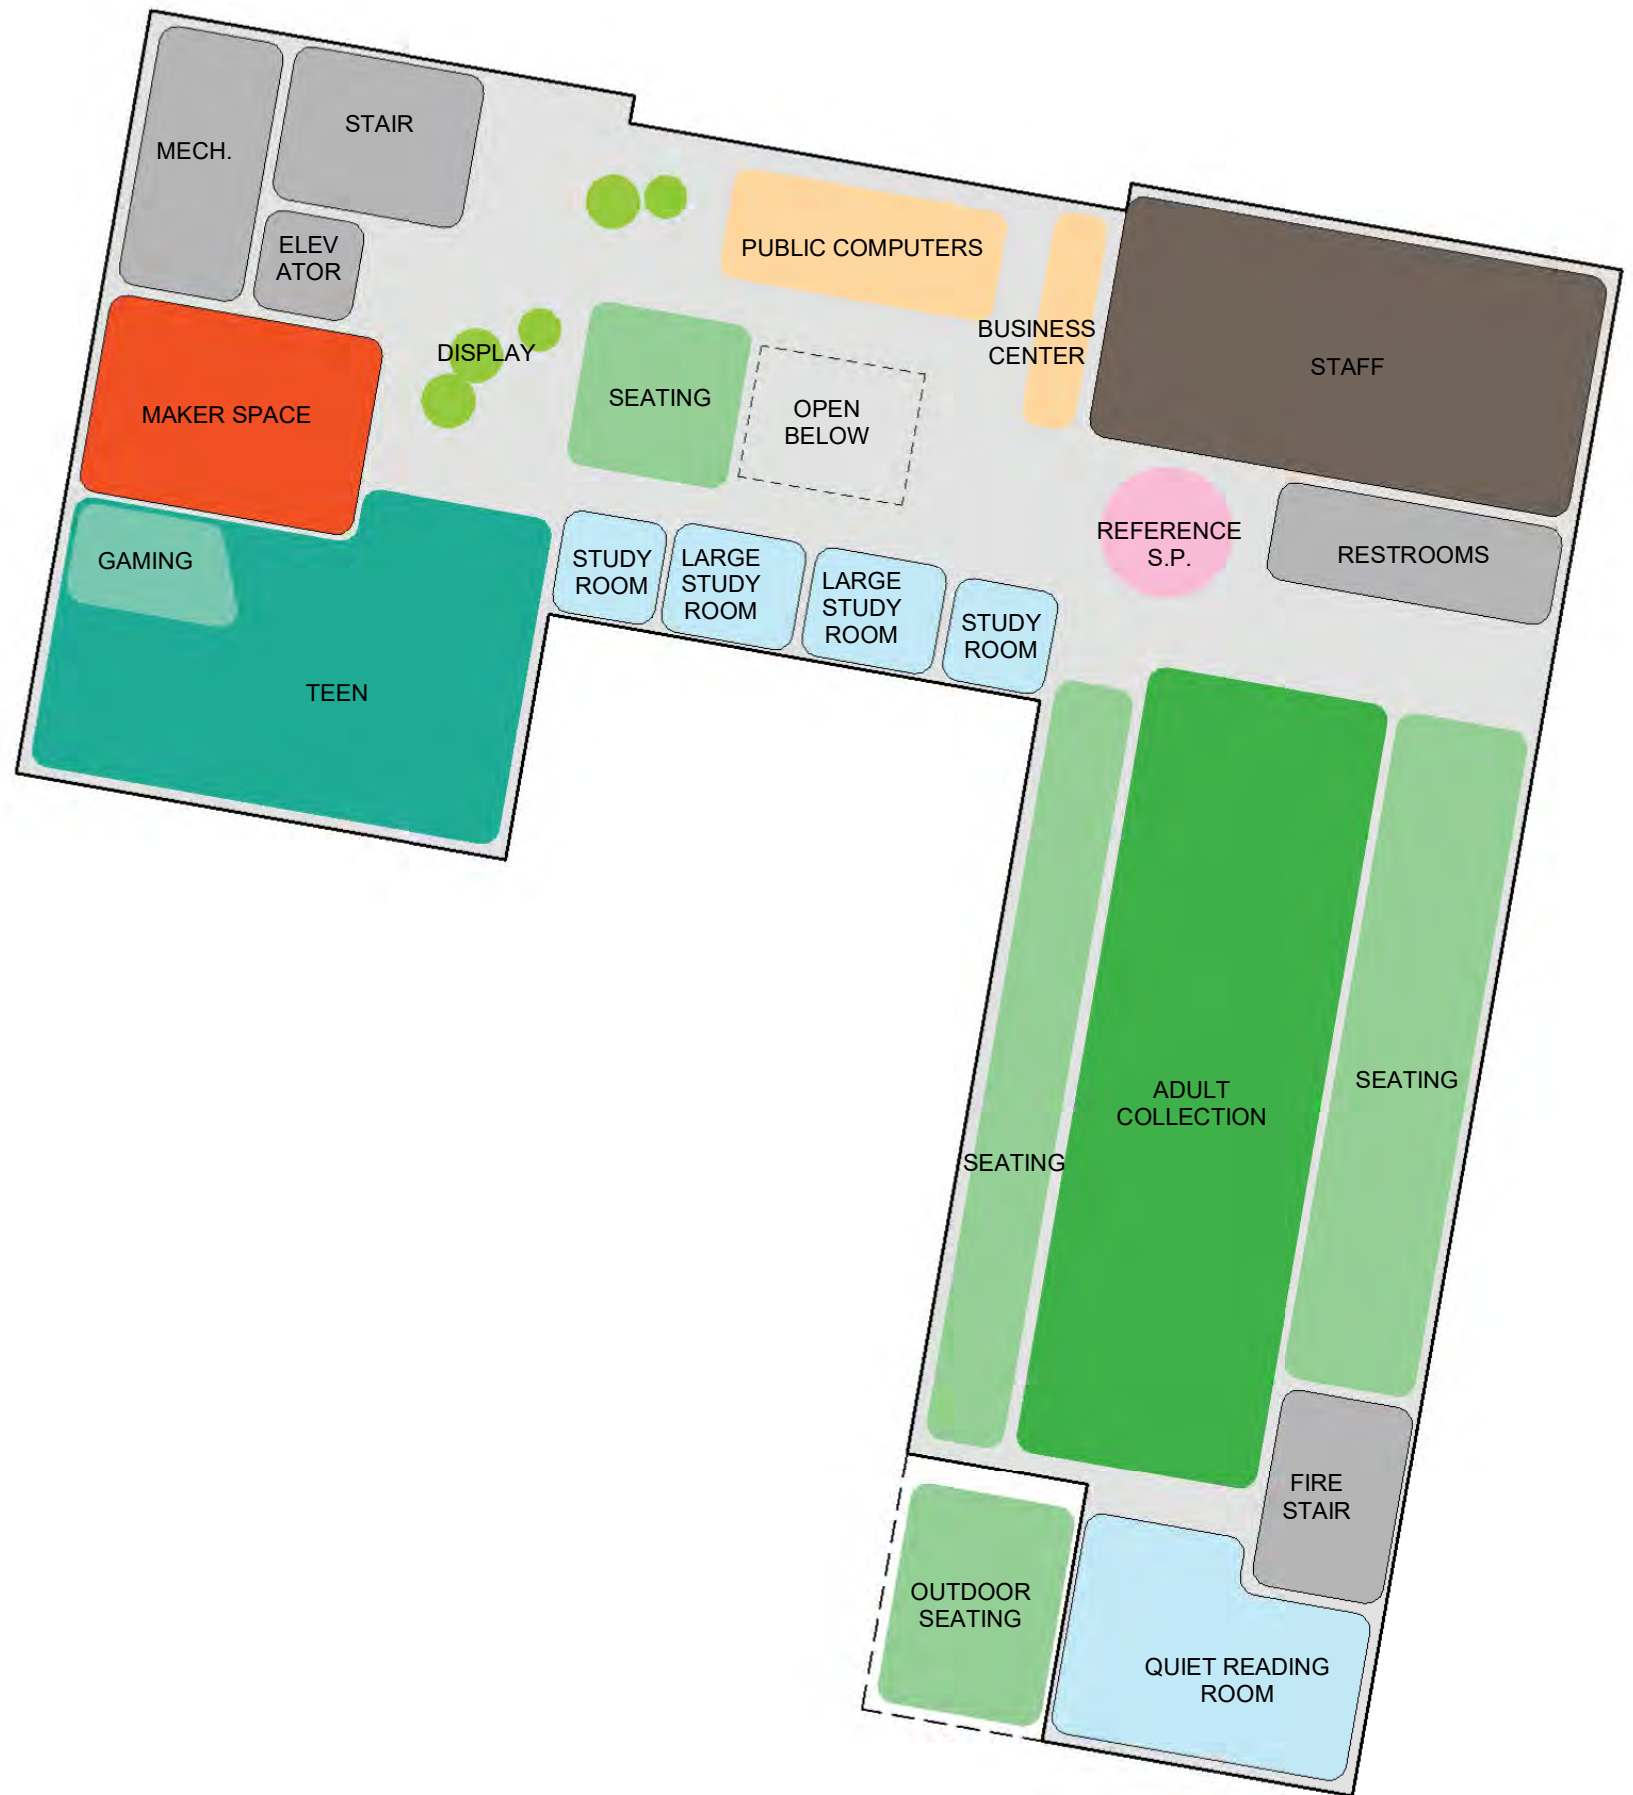 MECH.
STAIR
ELEV
ATOR
PUBLIC COMPUTERS
BUSINESS
CENTER
STAFF
DISPLAY
SEATING
OPEN
BELOW
MAKER SPACE
GAMING
TEEN
STUDY
ROOM
LARGE
STUDY
ROOM
LARGE
STUDY
ROOM
STUDY
ROOM
REFERENCE
S.P.
RESTROOMS
ADULT
COLLECTION
SEATING
SEATING
FIRE
STAIR
OUTDOOR
SEATING
QUIET READING
ROOM